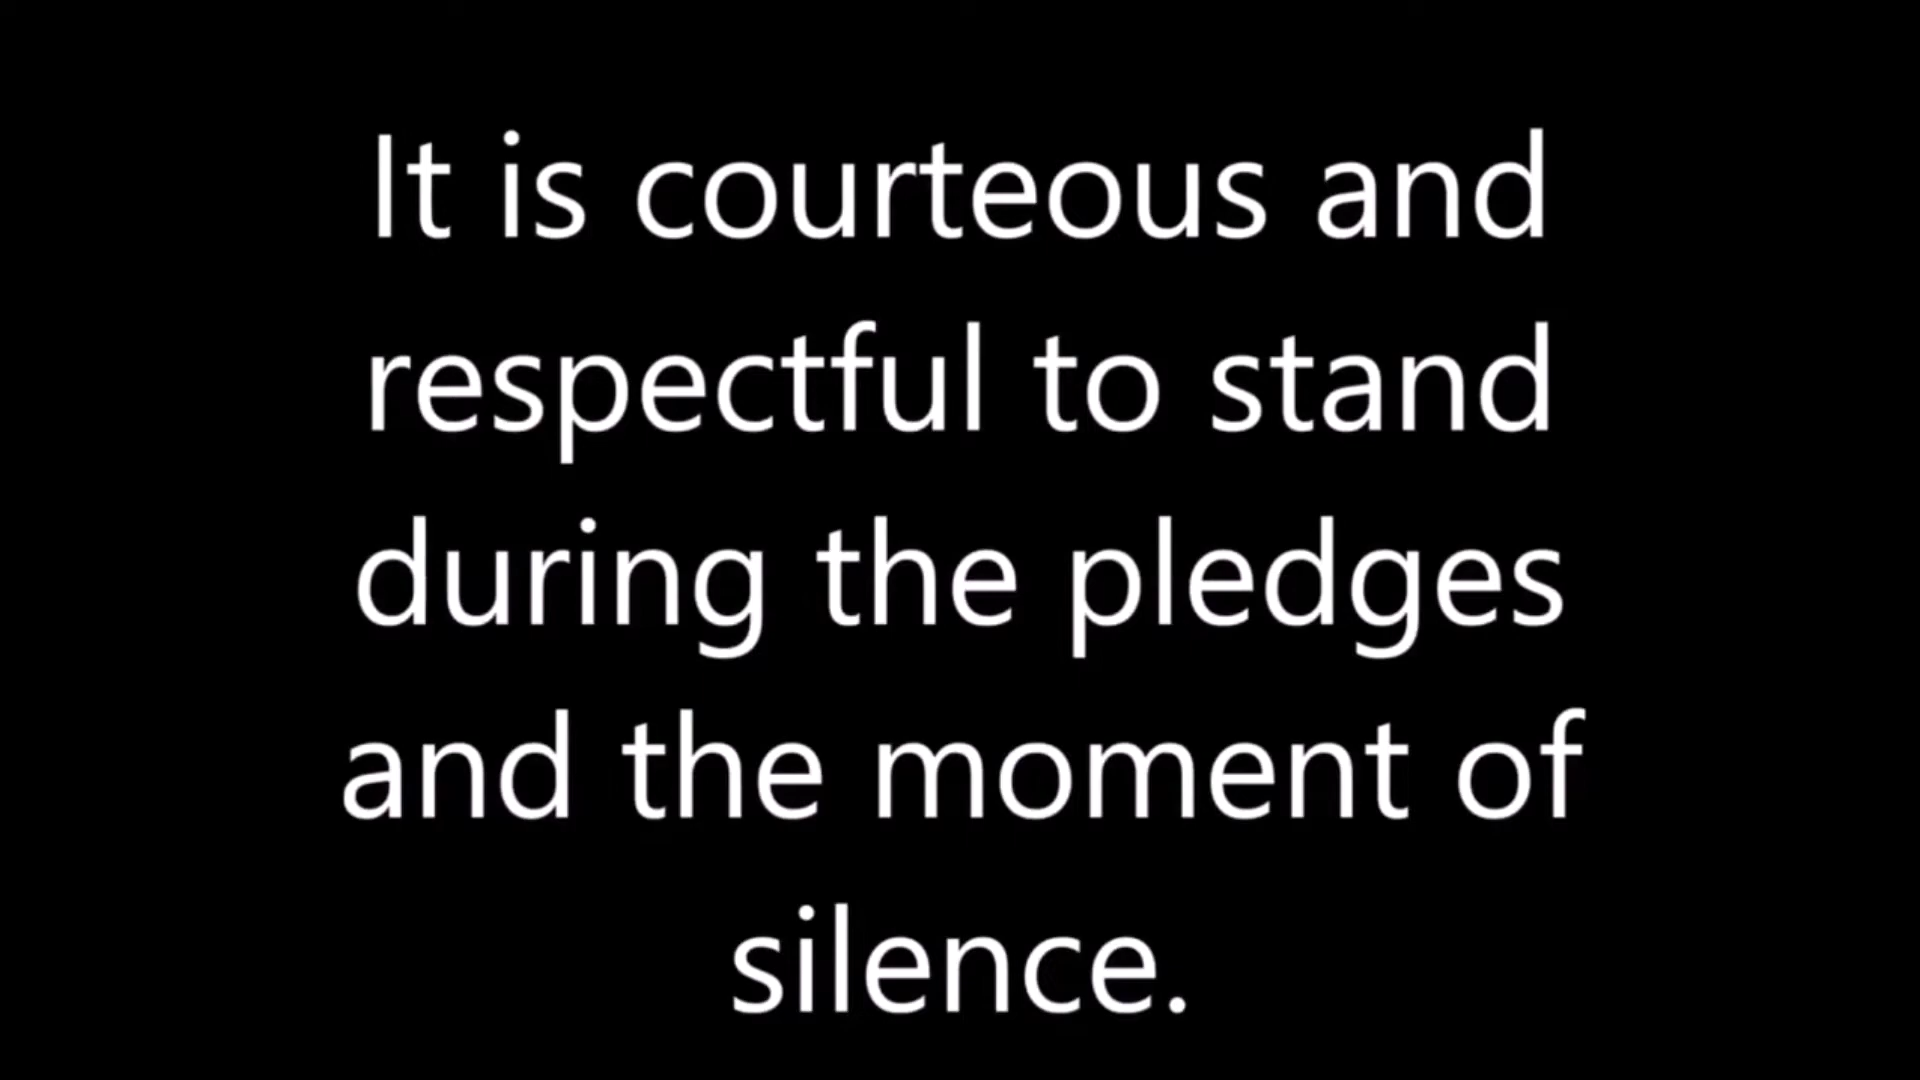 It is courteous and
respectful to stand
during the pledges
and the moment of
silence.